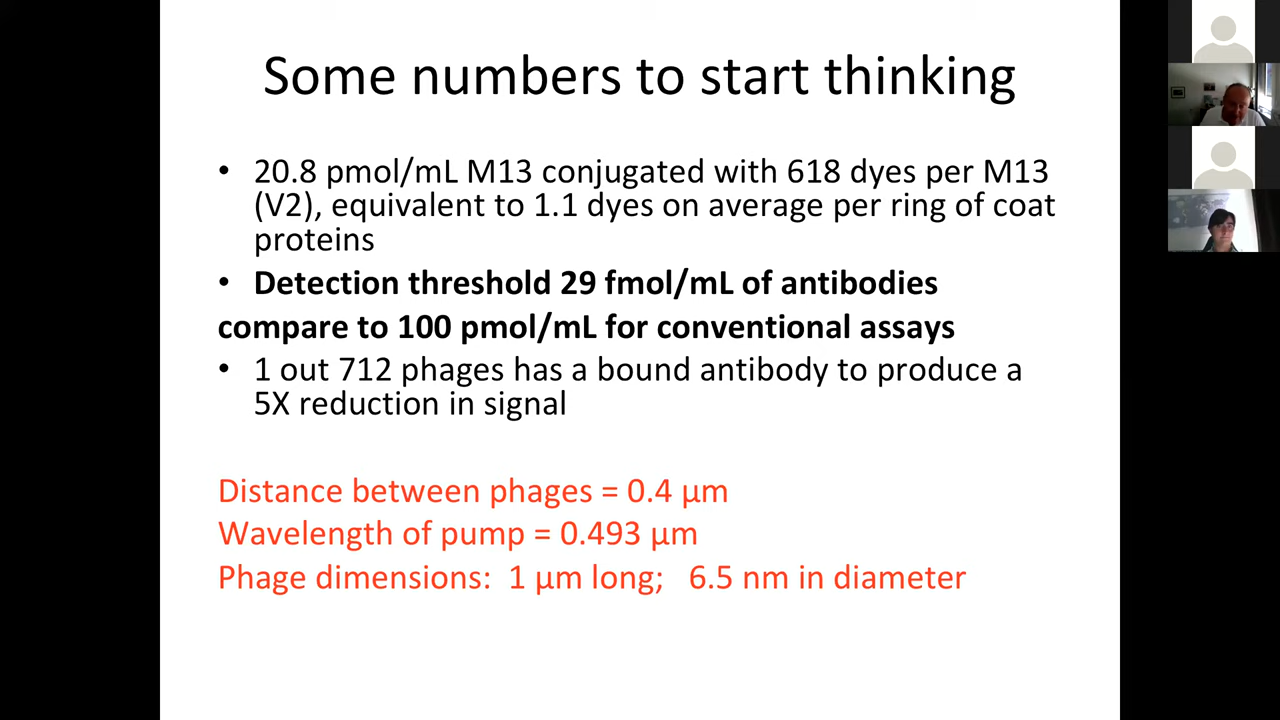 Some numbers to start thinking
• 20.8 pmol/mL M13 conjugated with 618 dyes per M13
(V2), equivalent to 1.1 dyes on average per ring of coat
proteins
• Detection threshold 29 fmol/mL of antibodies
compare to 100 pmol/mL for conventional assays
• 1 out 712 phages has a bound antibody to produce a
5X reduction in signal
Distance between phages = 0.4 μm
Wavelength of pump = 0.493 μm
Phage dimensions: 1 μm long; 6.5 nm in diameter